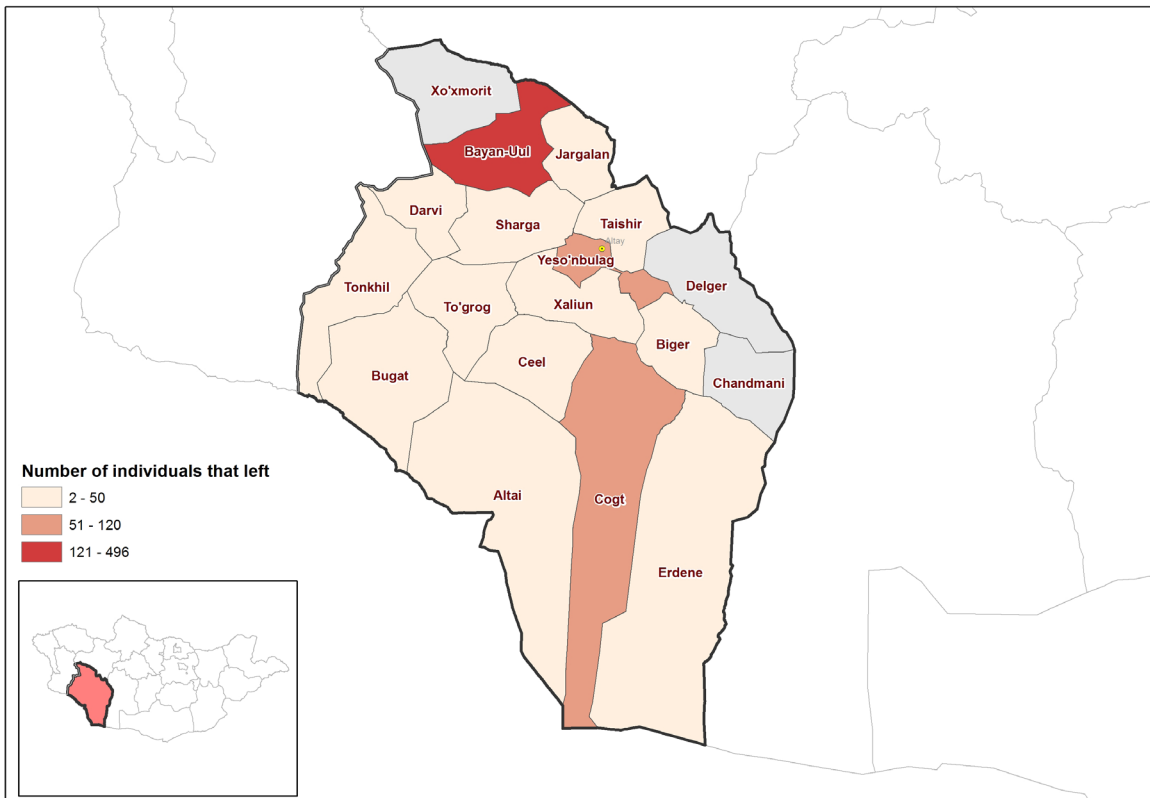 Xo'xmorit
Bayan-Uul
Jargalan
Darvi
Sharga
Taishir
Altay
Yeso'nbulag
Delger
Tonkhil
To'grog
Xaliun
Biger
Ceel
Bugat
Chandmani
Number of individuals that left
2 - 50
51 - 120
121 - 496
Altai
Cogt
Erdene